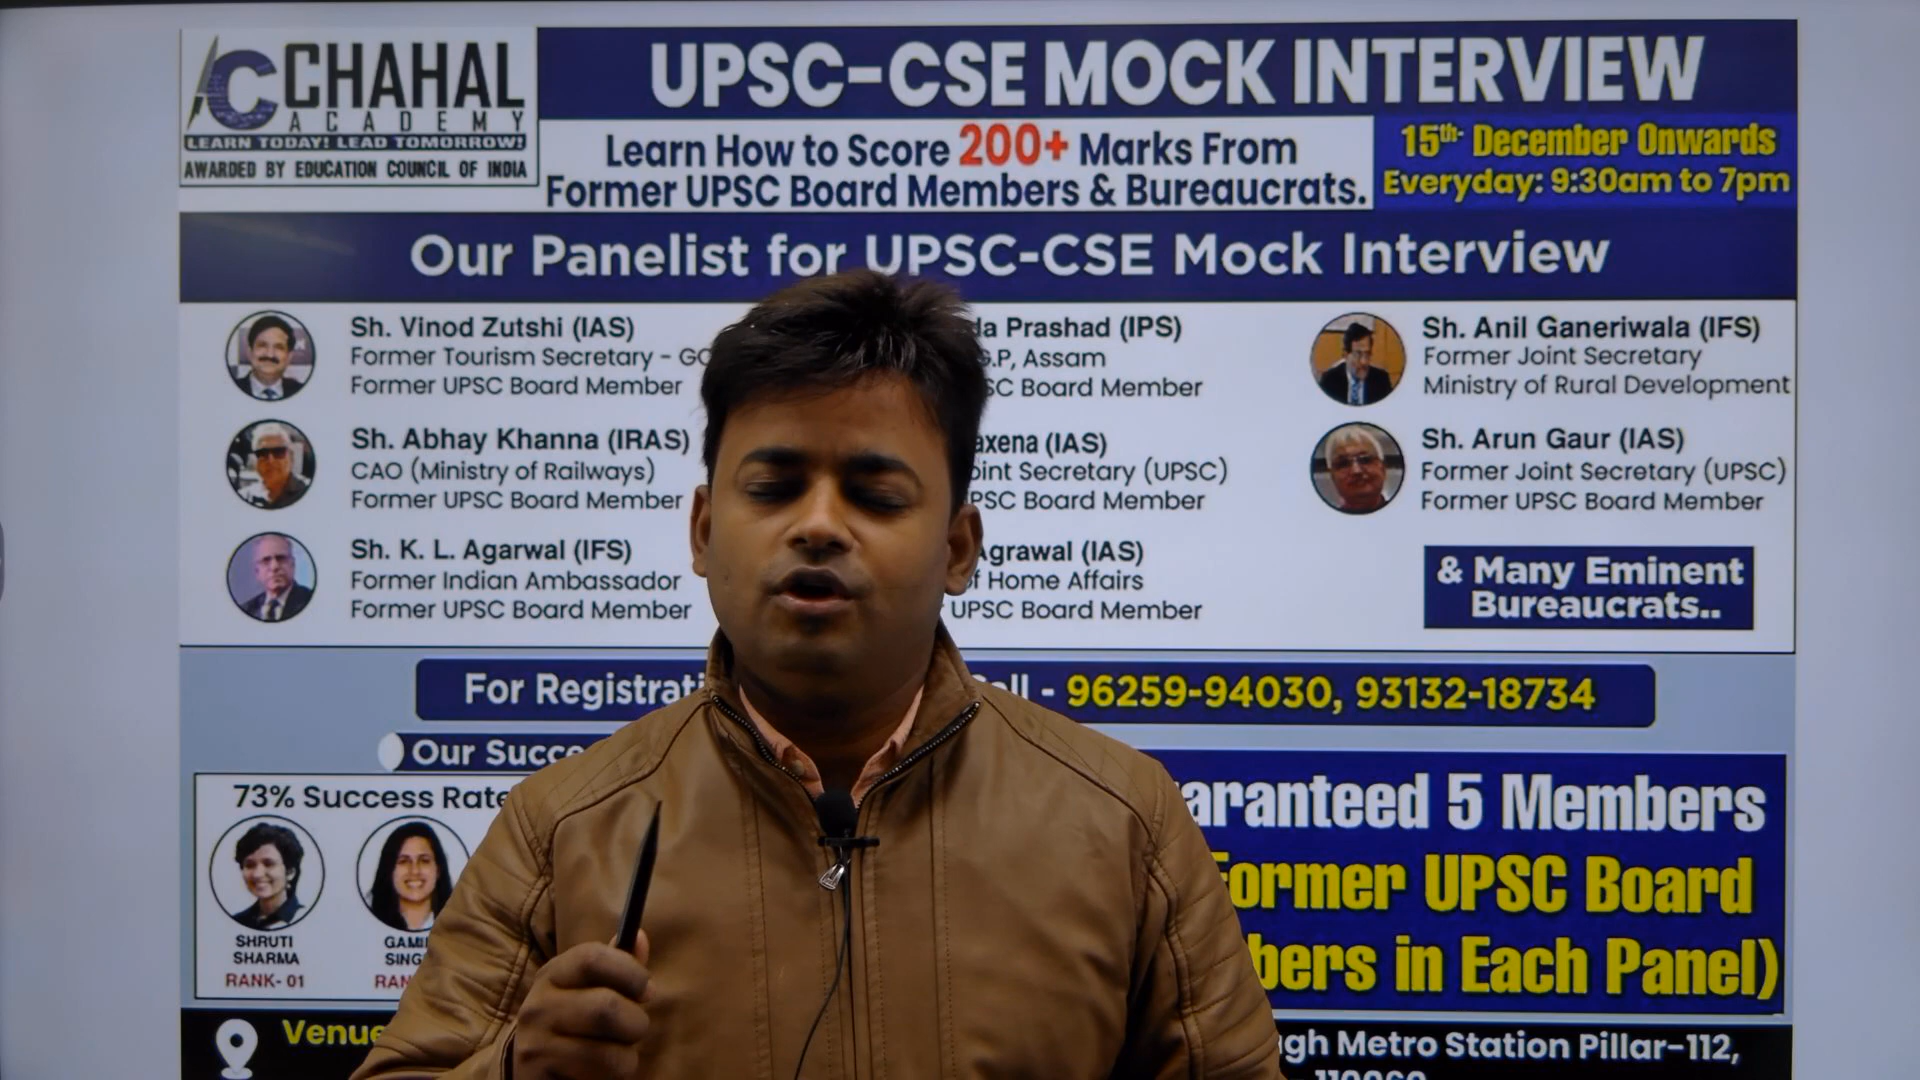 CHAHAL
ACADEMY
LEARN TODAY! LEAD TOMORROW!
AWARDED BY EDUCATION COUNCIL OF INDIA
UPSC-CSE MOCK INTERVIEW
Learn How to Score 200+ Marks From
Former UPSC Board Members & Bureaucrats.
15th- December Onwards
Everyday: 9:30am to 7pm
Our Panelist for UPSC-CSE Mock Interview
Sh. Vinod Zutshi (IAS)
Former Tourism Secretary -
Former UPSC Board Member
Prashad (IPS)
Assam
Board Member
Sh. Anil Ganeriwala (IFS)
Former Joint Secretary
Ministry of Rural Development
Sh. Abhay Khanna (IRAS)
CAO (Ministry of Railways)
Former UPSC Board Member
(IAS)
Secretary (UPSC)
Board Member
Sh. Arun Gaur (IAS)
Former Joint Secretary (UPSC)
Former UPSC Board Member
Sh. K. L. Agarwal (IFS)
Former Indian Ambassador
Former UPSC Board Member
Agrawal (IAS)
Home Affairs
UPSC Board Member
& Many Eminent
Bureaucrats..
For
- 96259-94030, 93132-18734
Our
73% Success Rate
SHRUTI
SHARMA
RANK- 01
5 Members
Former UPSC Board
in Each Panel)
Venue
Metro Station Pillar-112,